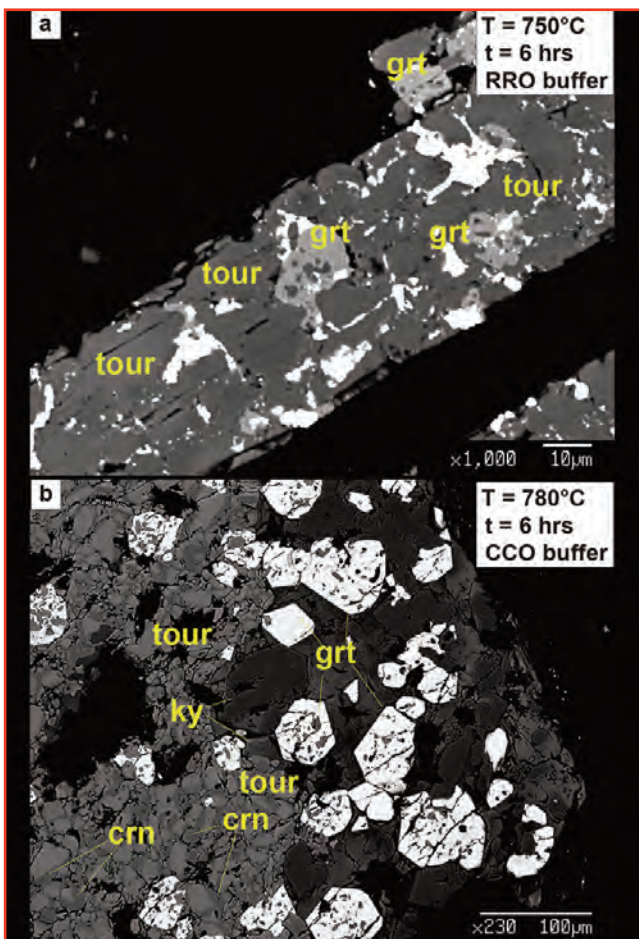 a
T = 750°C
t = 6 hrs
RRO buffer
grt
tour
grt
grt
tour
tour
×1,000 10μm
b
T = 780°C
t = 6 hrs
CCO buffer
tour
grt
ky
tour
crn
crn
×230 100μm